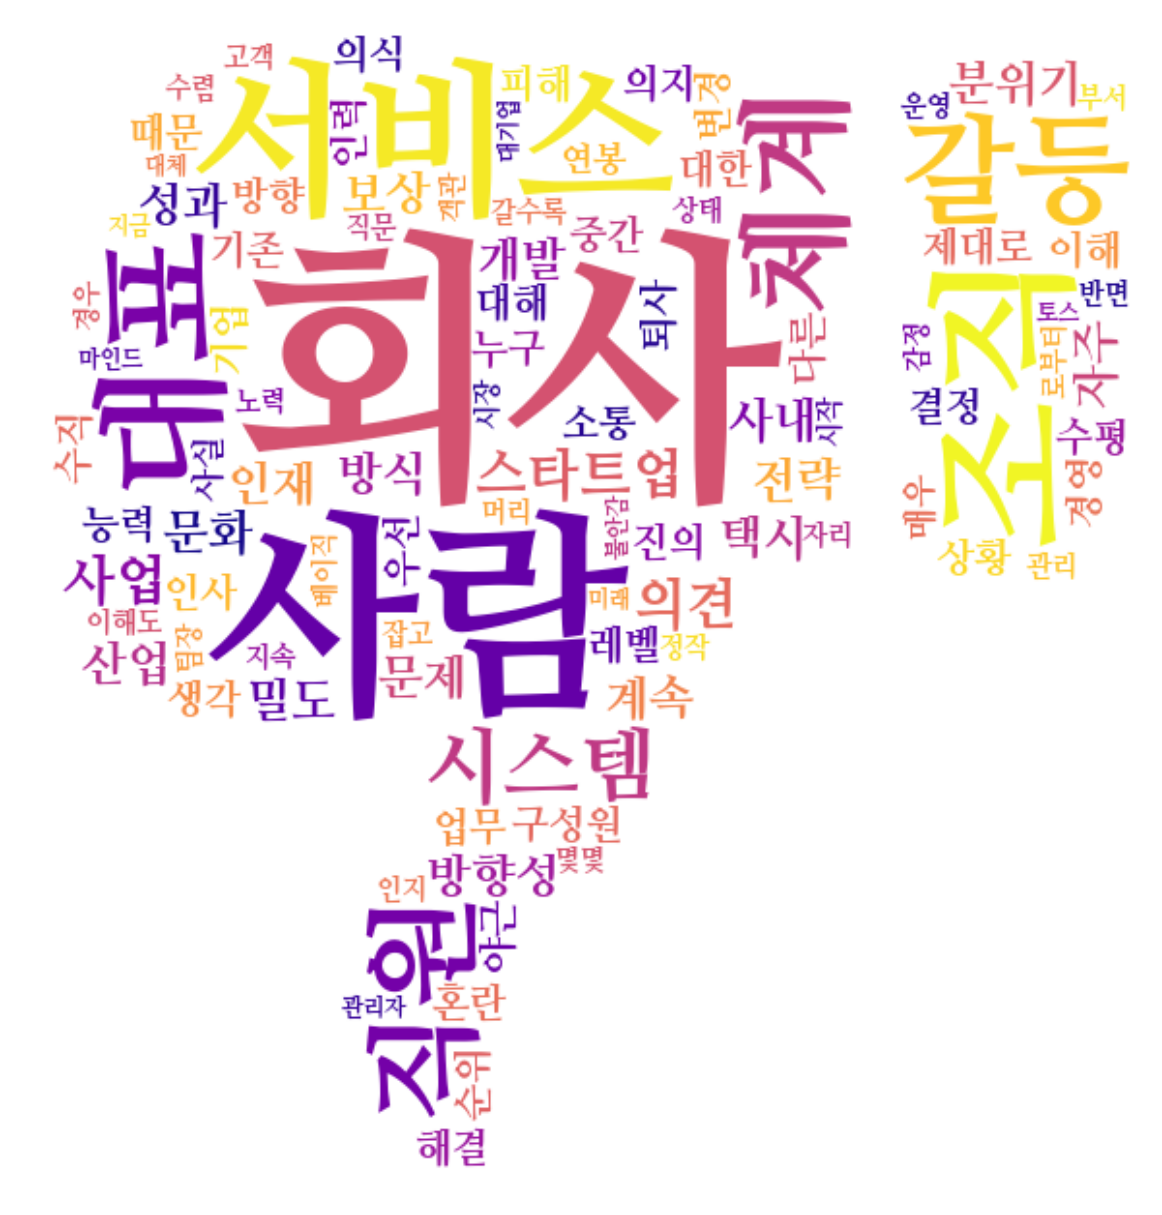 고객
의식
수렴
서비스
피해
의지
변경
인력
대기업
때문
대체
연봉
대한
체계
성과
방향
보상
객관
갈수록
상태
지금
직문
기존
개발
중간
대표
회사
대해
퇴사
누구
다른
경우
기업
마인드
노력
시장
소통
사내
시작
수직
사실
인재
방식
스타트업
전략
능력
문화
우선
머리
불안감
진의
택시
자리
사업
인사
베이직
사람
미래
의견
이해도
팀장
산업
지속
잡고
레벨
정작
생각
밀도
문제
계속
시스템
업무
구성원
방향성
몇몇
인지
직원
야근
관리자
혼란
순위
해결
분위기
부서
운영
갈등
제대로
이해
조직
반면
토스
감정
로부터
자주
결정
수평
매우
경영
상황
관리